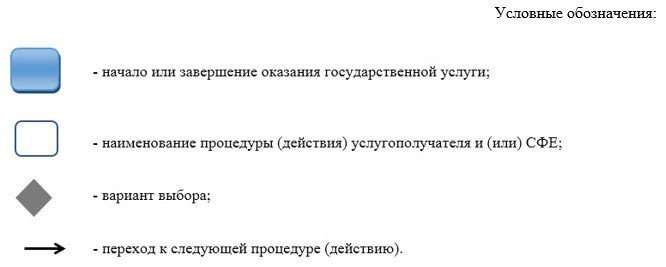 Условные обозначения:
- начало или завершение оказания государственной услуги;
- наименование процедуры (действия) услугополучателя и (или) СФЕ;
- вариант выбора;
- переход к следующей процедуре (действию).